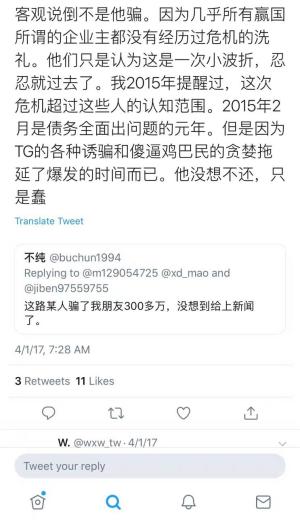 客观说倒不是他骗。因为几乎所有赢国
所谓的企业主都没有经历过危机的洗
礼。他们只是认为这是一次小波折，忍
忍就过去了。我2015年提醒过，这次
危机超过这些人的认知范围。2015年2
月是债务全面出问题的元年。但是因为
TG的各种诱骗和傻逼鸡巴民的贪婪拖
延了爆发的时间而已。他没想不还，只
是蠢
Translate Tweet
不纯 @buchun1994
Replying to @m129054725 @xd_mao and
@jiben97559755
这路某人骗了我朋友300多万，没想到给上新闻
了。
4/1/17, 7:28 AM
3 Retweets 11 Likes
W. @wxw_tw · 4/1/17
Tweet your reply